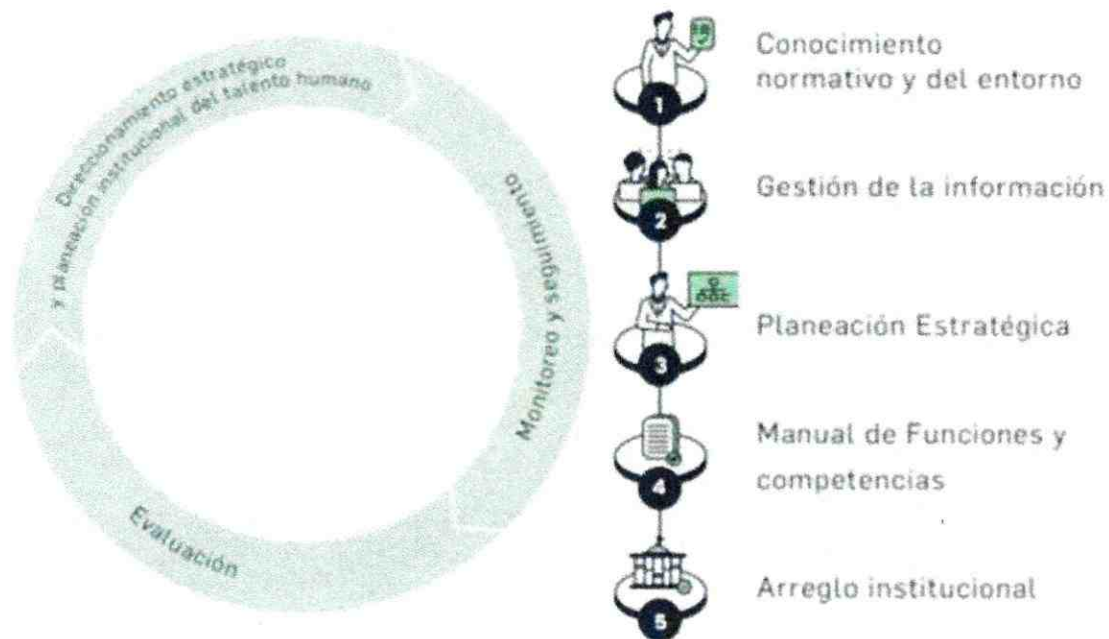 Direccionamiento estratégico
y planeación institucional del talento humano
Monitoreo y seguimiento
Evaluación
1
Conocimiento
normativo y del entorno
2
Gestión de la información
3
Planeación Estratégica
4
Manual de Funciones y
competencias
5
Arreglo institucional